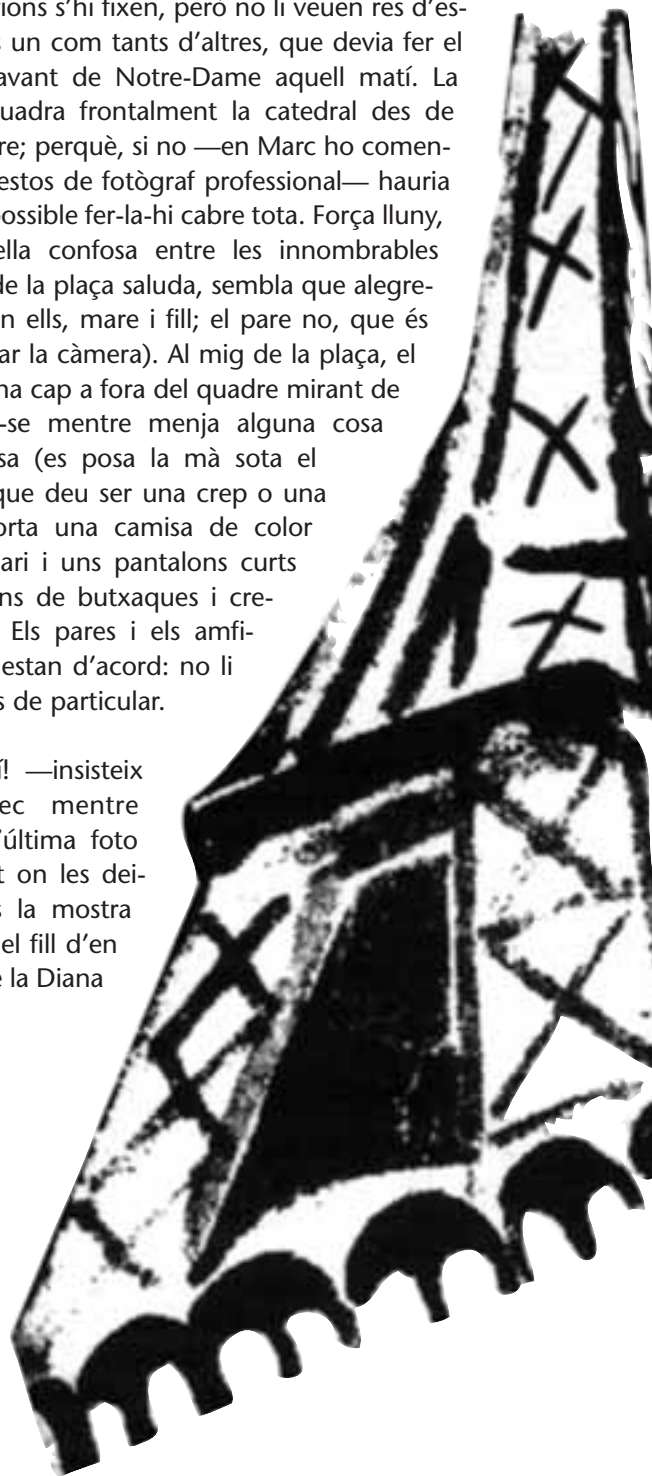 rions s'hi fixen, però no li veuen res d'es-
s un com tants d'altres, que devia fer el
avant de Notre-Dame aquell matí. La
uadra frontalment la catedral des de
re; perquè, si no —en Marc ho comen-
estos de fotògraf professional— hauria
possible fer-la-hi cabre tota. Força lluny,
ella confosa entre les innombrables
de la plaça saluda, sembla que alegre-
n ells, mare i fill; el pare no, que és
ar la càmera). Al mig de la plaça, el
na cap a fora del quadre mirant de
-se mentre menja alguna cosa
sa (es posa la mà sota el
que deu ser una crep o una
orta una camisa de color
ari i uns pantalons curts
ns de butxaques i cre-
Els pares i els amfi-
estan d'acord: no li
s de particular.
í! —insisteix
ec mentre
'última foto
t on les dei-
s la mostra
el fill d'en
e la Diana